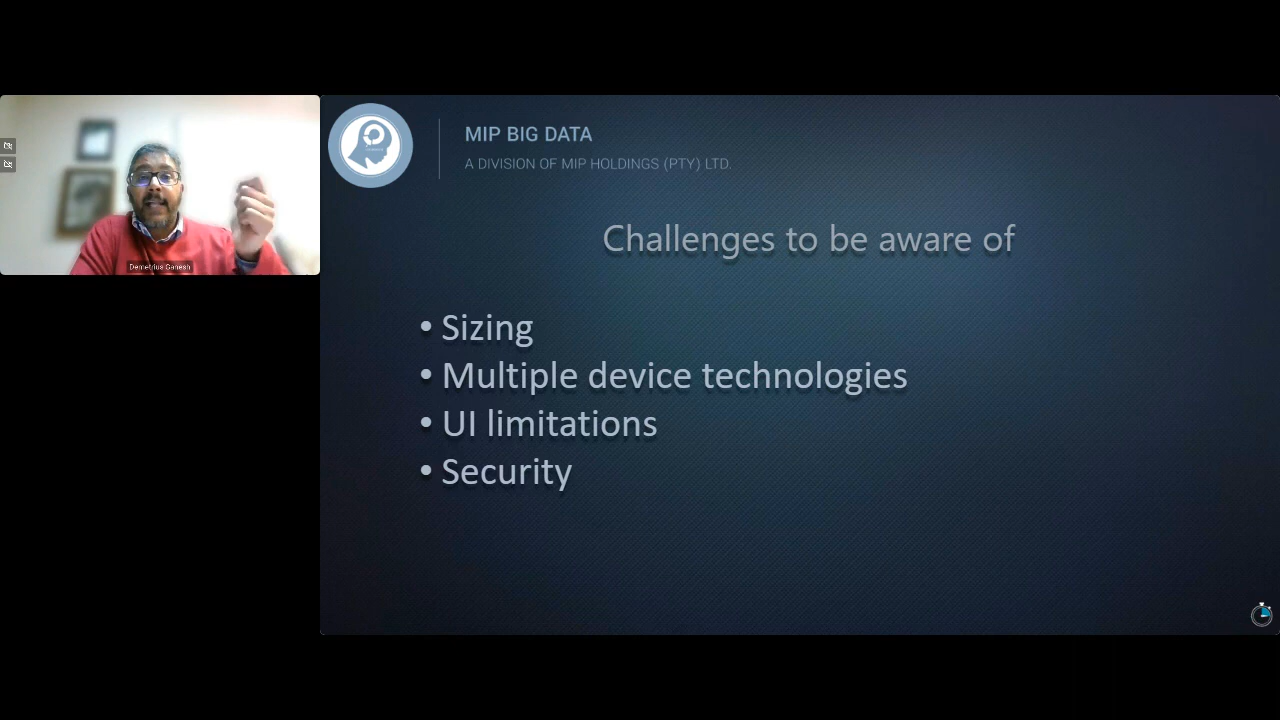 MIP BIG DATA
A DIVISION OF MIP HOLDINGS (PTY) LTD.
Challenges to be aware of
• Sizing
• Multiple device technologies
• UI limitations
• Security
Demetrius Ganesh